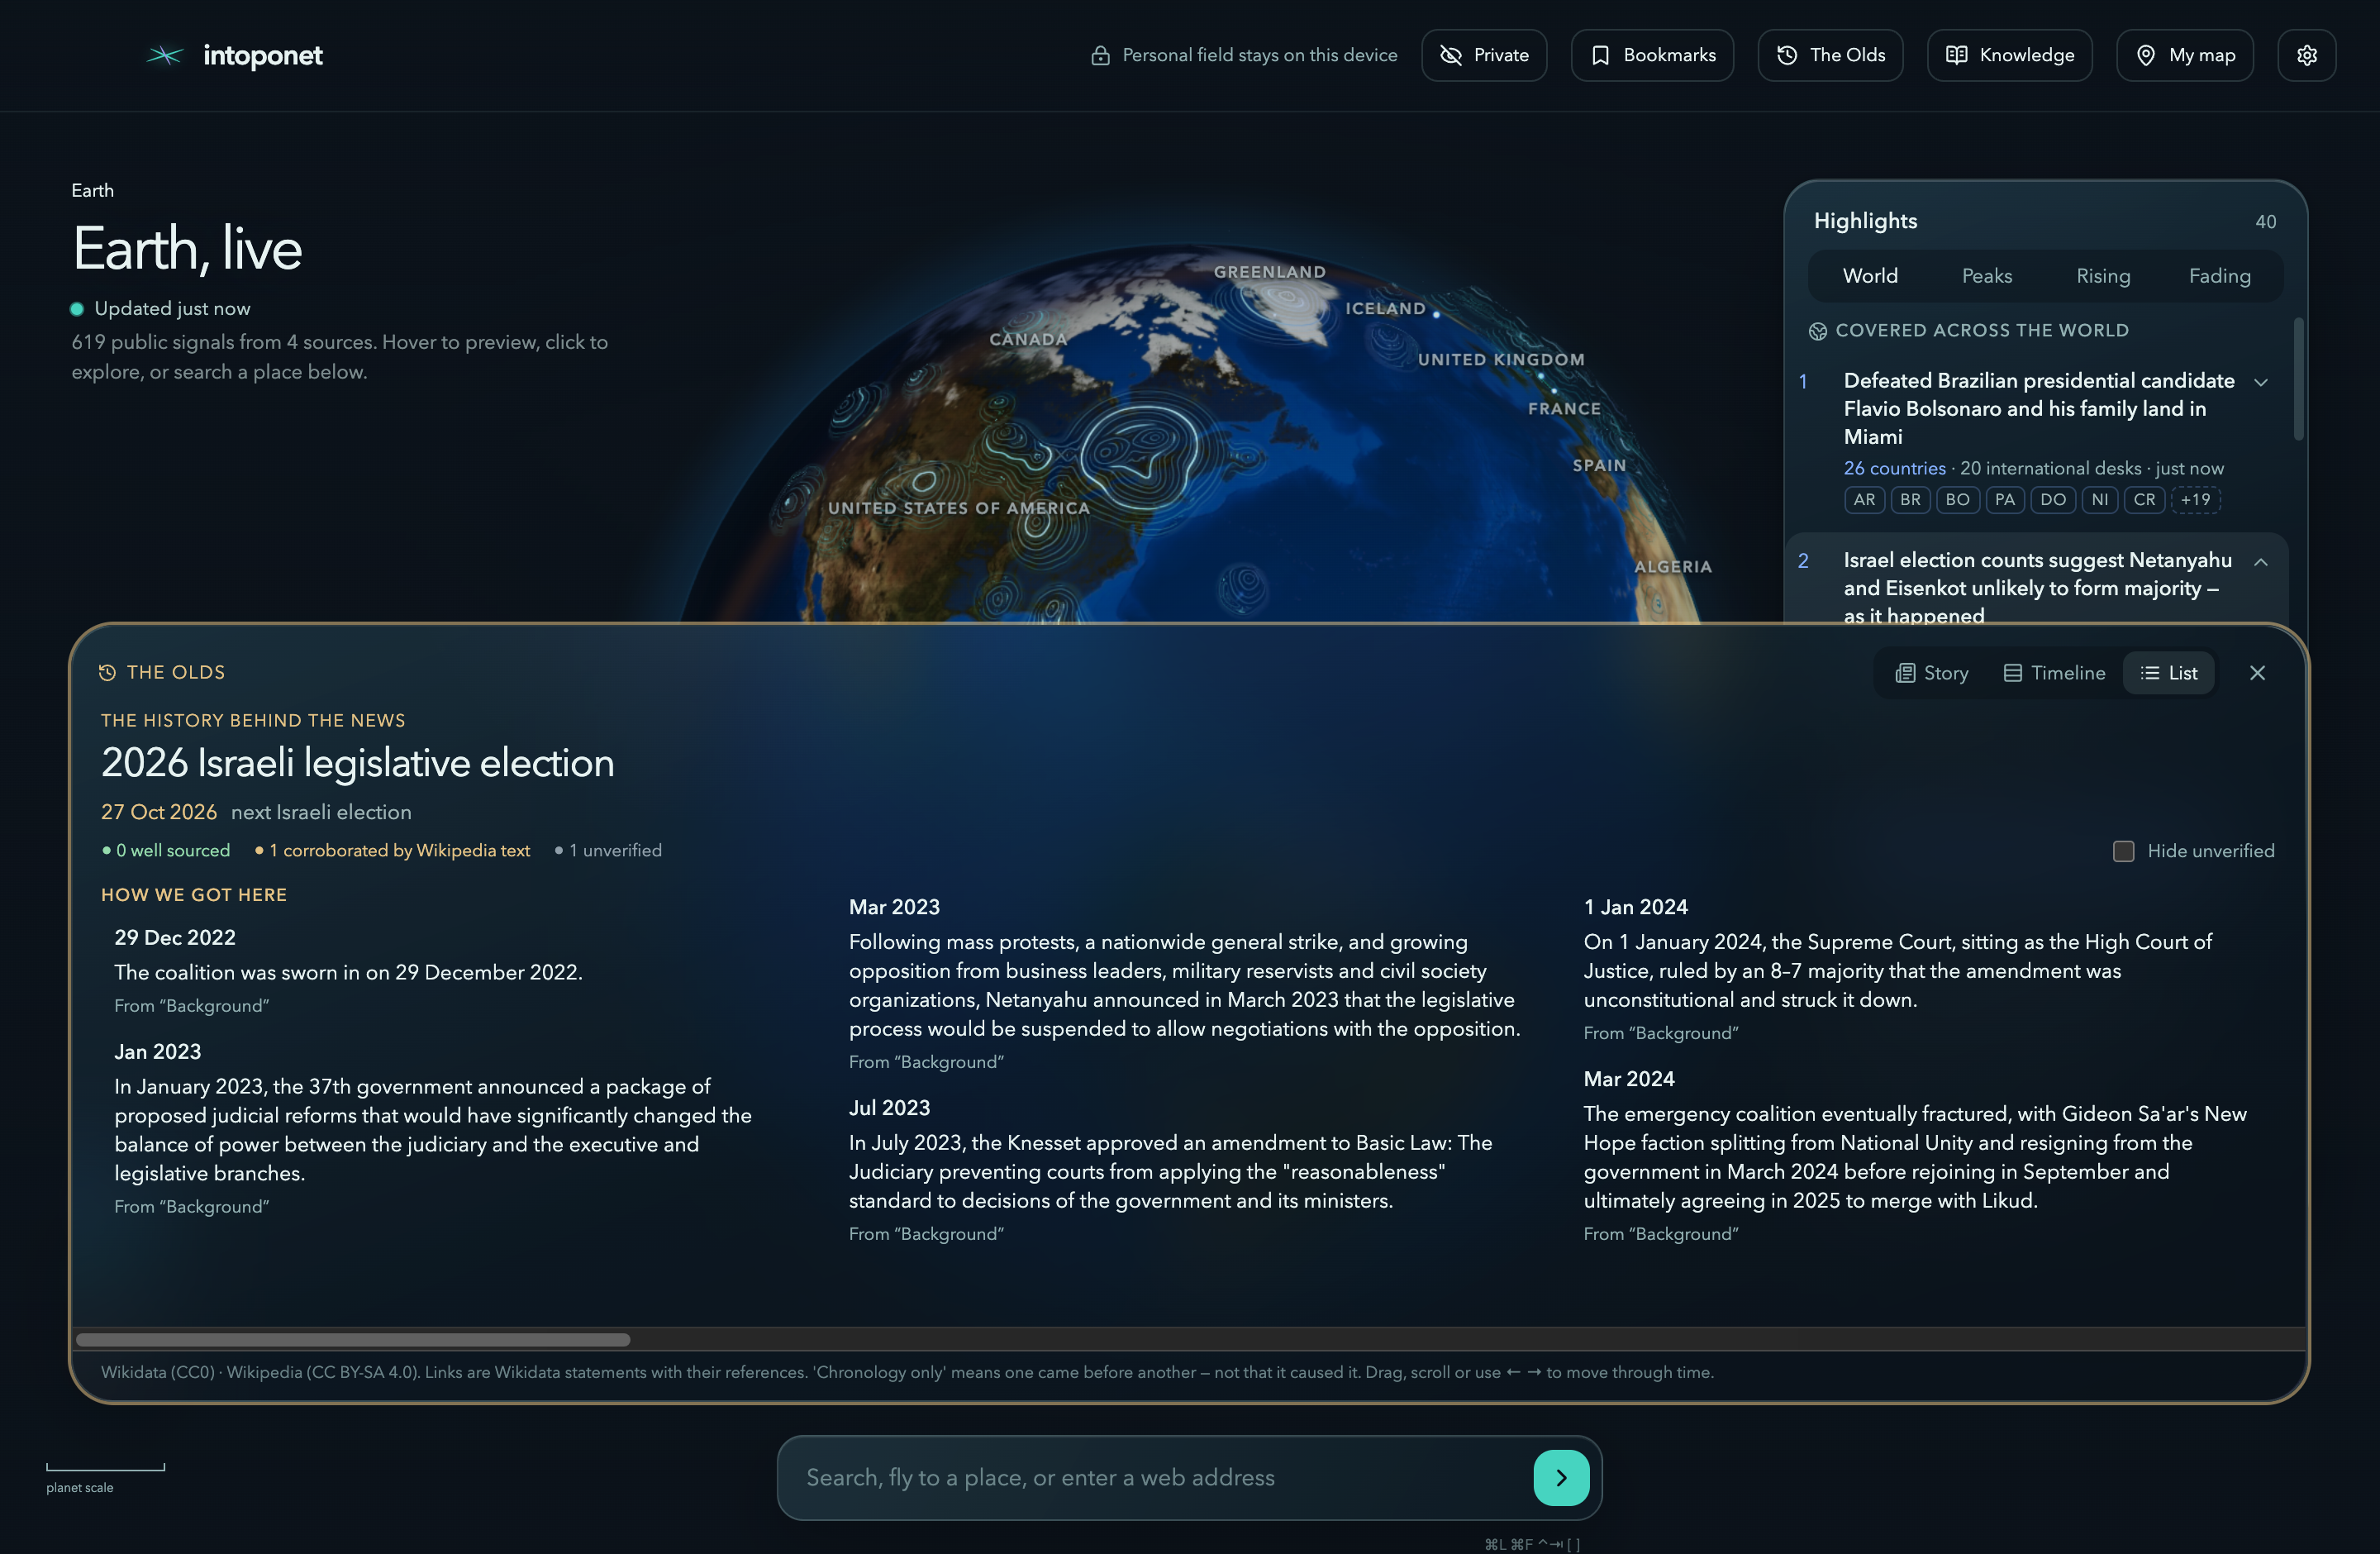 intoponet
Personal field stays on this device
Private
Bookmarks
The Olds
Knowledge
My map
Earth
Earth, live
Updated just now
619 public signals from 4 sources. Hover to preview, click to
explore, or search a place below.
GREENLAND
ICELAND
CANADA
UNITED KINGDOM
FRANCE
SPAIN
UNITED STATES OF AMERICA
ALGERIA
Highlights
40
World
Peaks
Rising
Fading
COVERED ACROSS THE WORLD
1
Defeated Brazilian presidential candidate
Flavio Bolsonaro and his family land in
Miami
26 countries · 20 international desks · just now
AR BR BO PA DO NI CR +19
2
Israel election counts suggest Netanyahu
and Eisenkot unlikely to form majority –
as it happened
THE OLDS
Story
Timeline
List
THE HISTORY BEHIND THE NEWS
2026 Israeli legislative election
27 Oct 2026 next Israeli election
0 well sourced
1 corroborated by Wikipedia text
1 unverified
Hide unverified
HOW WE GOT HERE
29 Dec 2022
The coalition was sworn in on 29 December 2022.
From “Background”
Jan 2023
In January 2023, the 37th government announced a package of
proposed judicial reforms that would have significantly changed the
balance of power between the judiciary and the executive and
legislative branches.
From “Background”
Mar 2023
Following mass protests, a nationwide general strike, and growing
opposition from business leaders, military reservists and civil society
organizations, Netanyahu announced in March 2023 that the legislative
process would be suspended to allow negotiations with the opposition.
From “Background”
Jul 2023
In July 2023, the Knesset approved an amendment to Basic Law: The
Judiciary preventing courts from applying the "reasonableness"
standard to decisions of the government and its ministers.
From “Background”
1 Jan 2024
On 1 January 2024, the Supreme Court, sitting as the High Court of
Justice, ruled by an 8–7 majority that the amendment was
unconstitutional and struck it down.
From “Background”
Mar 2024
The emergency coalition eventually fractured, with Gideon Sa'ar's New
Hope faction splitting from National Unity and resigning from the
government in March 2024 before rejoining in September and
ultimately agreeing in 2025 to merge with Likud.
From “Background”
Wikidata (CC0) · Wikipedia (CC BY-SA 4.0). Links are Wikidata statements with their references. 'Chronology only' means one came before another — not that it caused it. Drag, scroll or use ← → to move through time.
planet scale
Search, fly to a place, or enter a web address
⌘L ⌘F ^⇥ [ ]